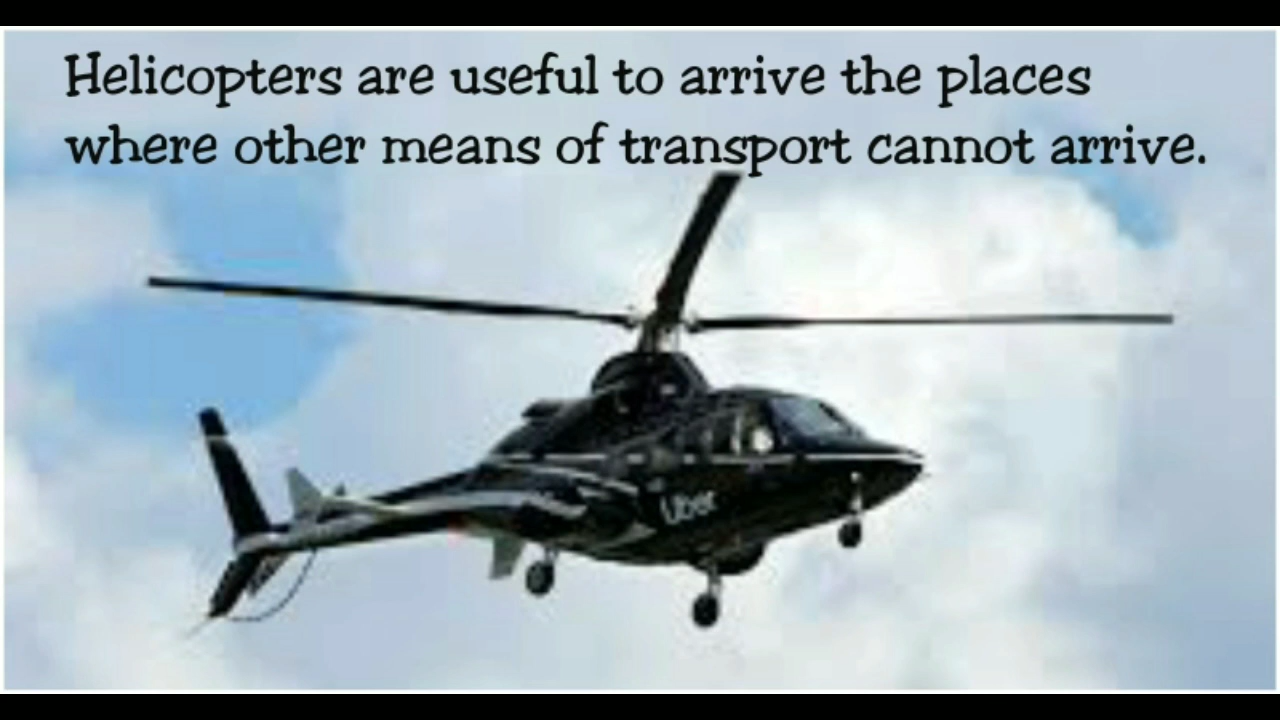 Helicopters are useful to arrive the places
where other means of transport cannot arrive.
Uber